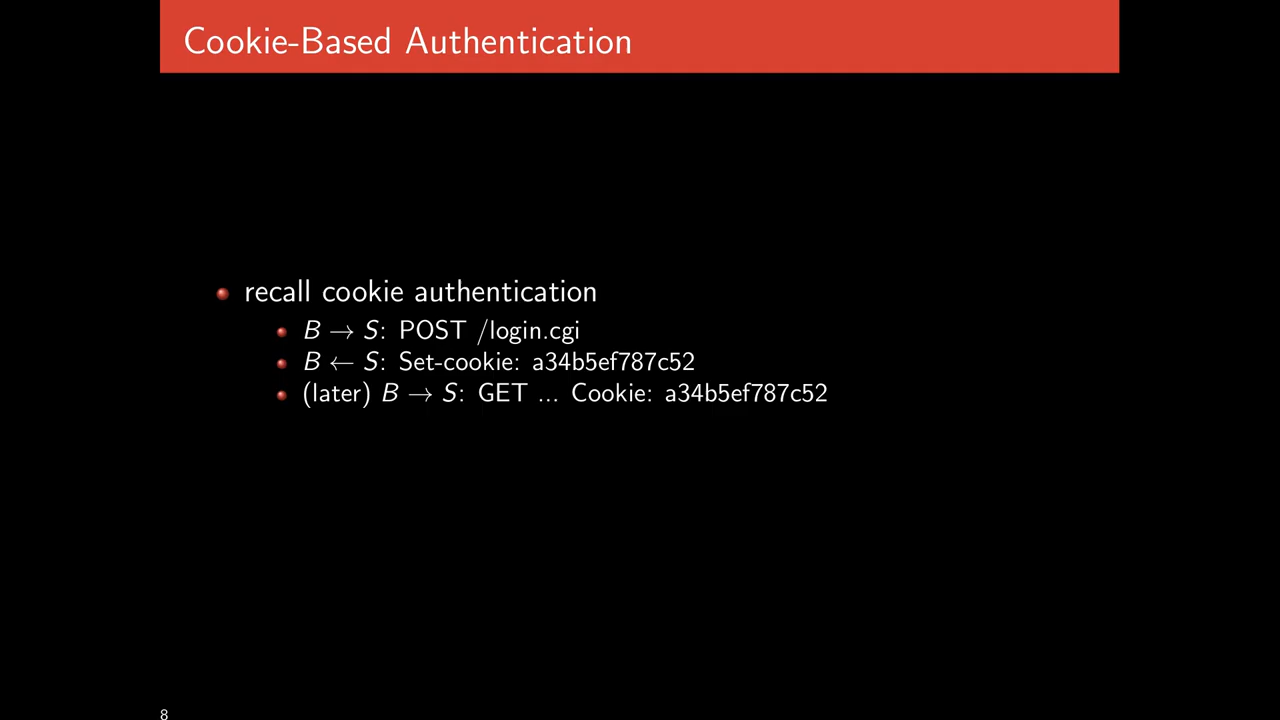 Cookie-Based Authentication
recall cookie authentication
B → S: POST /login.cgi
B ← S: Set-cookie: a34b5ef787c52
(later) B → S: GET ... Cookie: a34b5ef787c52
8